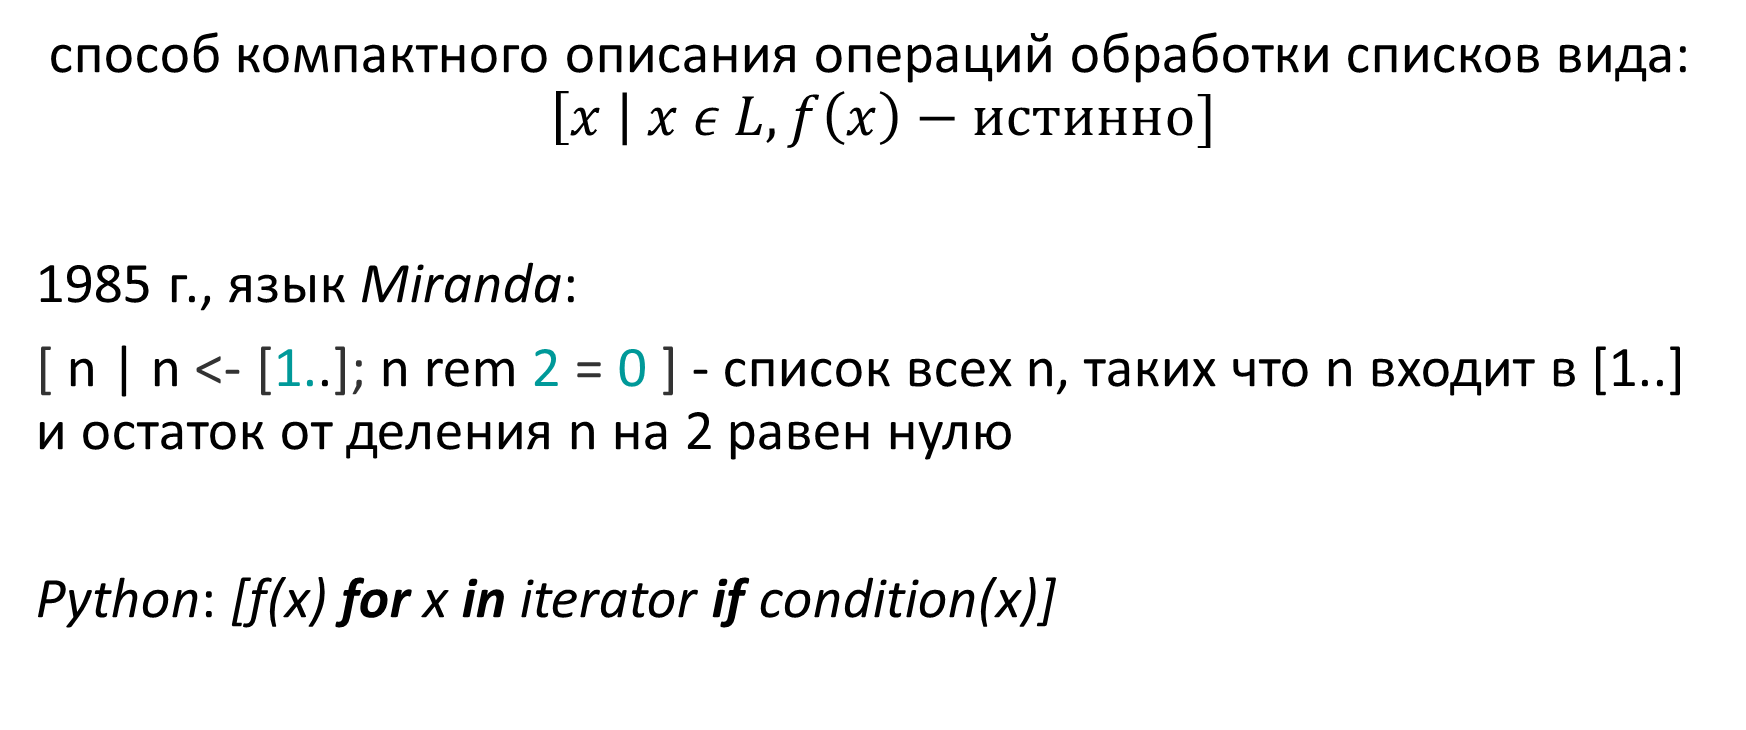 способ компактного описания операций обработки списков вида:
[x | x ϵ L, f(x) − истинно]
1985 г., язык Miranda:
[ n | n <- [1..]; n rem 2 = 0 ] - список всех n, таких что n входит в [1..]
и остаток от деления n на 2 равен нулю
Python: [f(x) for x in iterator if condition(x)]